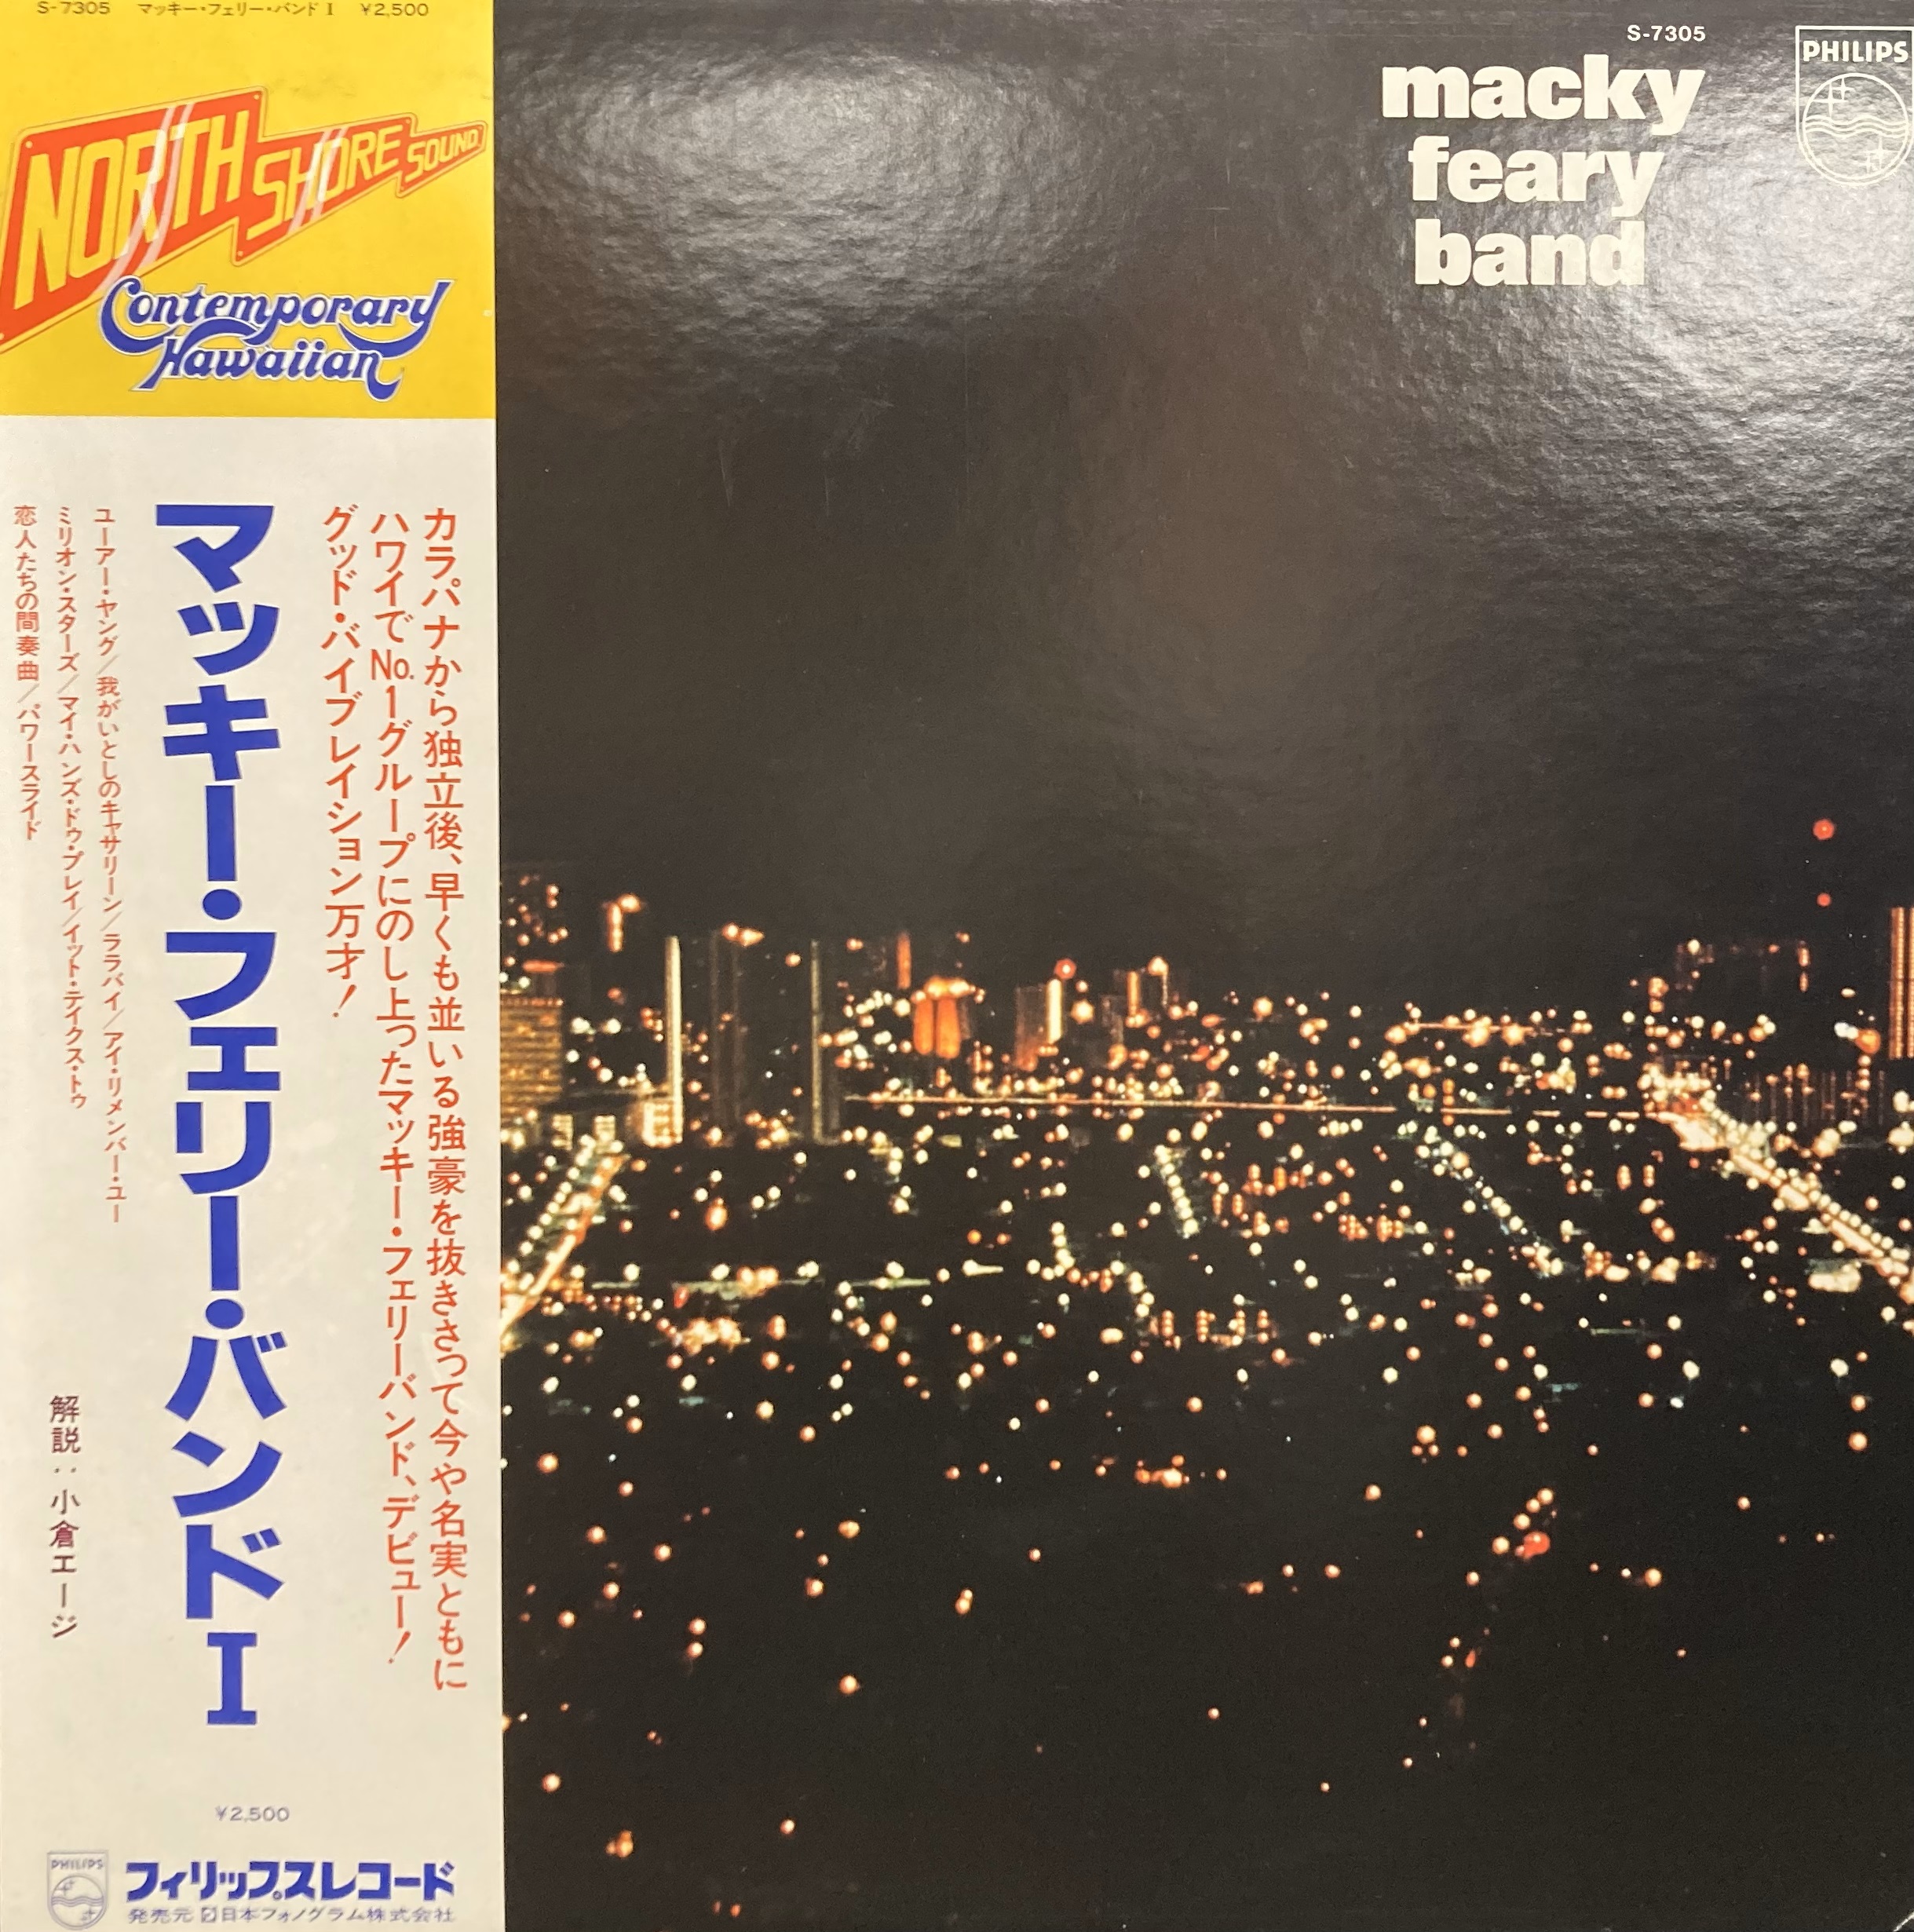 S-7305 マッキー・フェリー・バンド I ¥2,500
NORTH SHORE SOUND
Contemporary
Hawaiian
カラパナから独立後、早くも並いる強豪を抜きさって今や名実ともに
ハワイでNo.1グループにのし上ったマッキー・フェリーバンド、デビュー!
グッド・バイブレイション万才!
マッキー・フェリー・バンド I
ユーアー・ヤング/我がいとしのキャサリーン/ララバイ/アイ・リメンバー・ユー
ミリオン・スターズ/マイ・ハンズ・ドゥ・プレイ/イット・テイクス・トゥ
恋人たちの間奏曲/パワースライド
解説:小倉エージ
¥2,500
PHILIPS
フィリップスレコード
発売元 日本フォノグラム株式会社
S-7305
macky
feary
band
PHILIPS